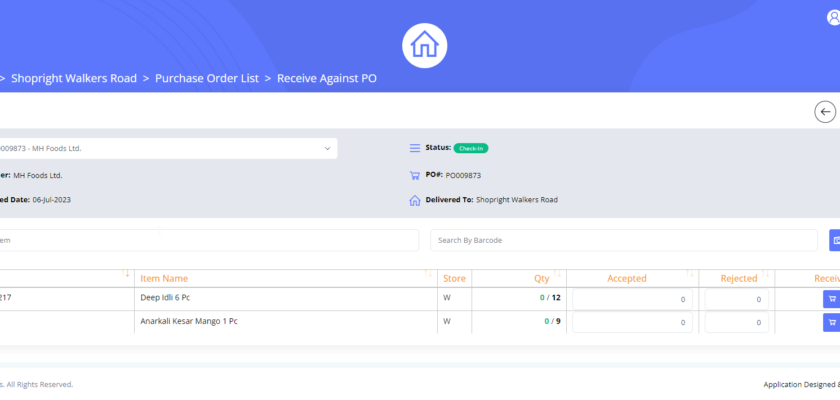 > Shopright Walkers Road > Purchase Order List > Receive Against PO
009873 - MH Foods Ltd.
Status: Check-In
er: MH Foods Ltd.
PO#: PO009873
ed Date: 06-Jul-2023
Delivered To: Shopright Walkers Road
em
Search By Barcode
Item Name Store Qty Accepted Rejected Receiv
217 Deep Idli 6 Pc W 0 / 12 0 0
Anarkali Kesar Mango 1 Pc W 0 / 9 0 0
s. All Rights Reserved.
Application Designed &